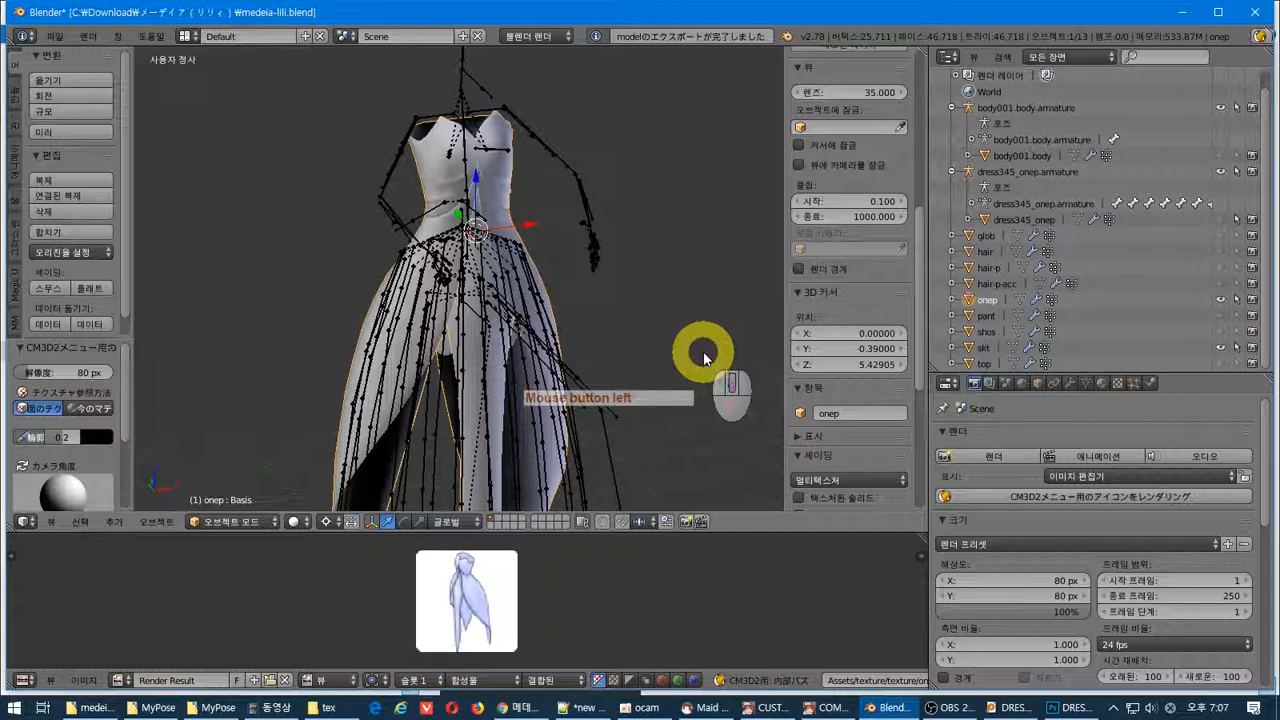 Blender* [C:₩Download₩メーデイア ( リリィ ) ₩medeia-lili.blend]
파일 렌더 창 도움말 Default Scene 블렌더 렌더 modelのエクスポートが完了しました v2.78 | 버텍스:25,711 | 페이스:46,718 | 트라이:46,718 | 오브젝트:1/13 | 램프:0/0 | 메모리:533.87M | onep
변환
옮기기
회전
규모
미러
편집
복제
연결된 복제
삭제
합치기
오리진을 설정
셰이딩:
스무스 플래트
데이터 옮기기:
데이터 데이터
CM3D2メニュー用の
解像度: 80 px
テクスチャ参照方法
面のテク 今のマテ
輪郭 0.2
カメラ角度
사용자 정사
Mouse button left
(1) onep : Basis
뷰 선택 추가 오브젝트 오브젝트 모드 글로벌
뷰
렌즈: 35.000
오브젝트에 잠금:
커서에 잠금
뷰에 카메라를 잠금
클립:
시작: 0.100
종료: 1000.000
렌더 경계
3D 커서
위치:
X: 0.00000
Y: -0.39000
Z: 5.42905
항목
onep
표시
셰이딩
멀티텍스처
텍스처된 솔리드
뷰 검색 모든 장면
렌더 레이어
World
body001.body.armature
포즈
body001.body.armature
body001.body
dress345_onep.armature
포즈
dress345_onep.armature
dress345_onep
glob
hair
hair-p
hair-p-acc
onep
pant
shos
skt
top
Scene
렌더
렌더 애니메이션 오디오
표시: 이미지 편집기
CM3D2メニュー用のアイコンをレンダリング
크기
렌더 프리셋
해상도: 프레임 범위:
X: 80 px 시작 프레임: 1
Y: 80 px 종료 프레임: 250
100% 프레임 단계: 1
측면 비율: 프레임 비율:
X: 1.000 24 fps
Y: 1.000 시간 재배치:
경계 오래된: 100 새로운: 100
뷰 이미지 Render Result F 뷰 슬롯 1 합성물 결합된 CM3D2用: 内部パス Assets/texture/texture/on
medei... MyPose MyPose 동영상 tex 메데... *new ... ocam Maid ... CUST... COM... Blend... OBS 2... DRES... DRES... 오후 7:07